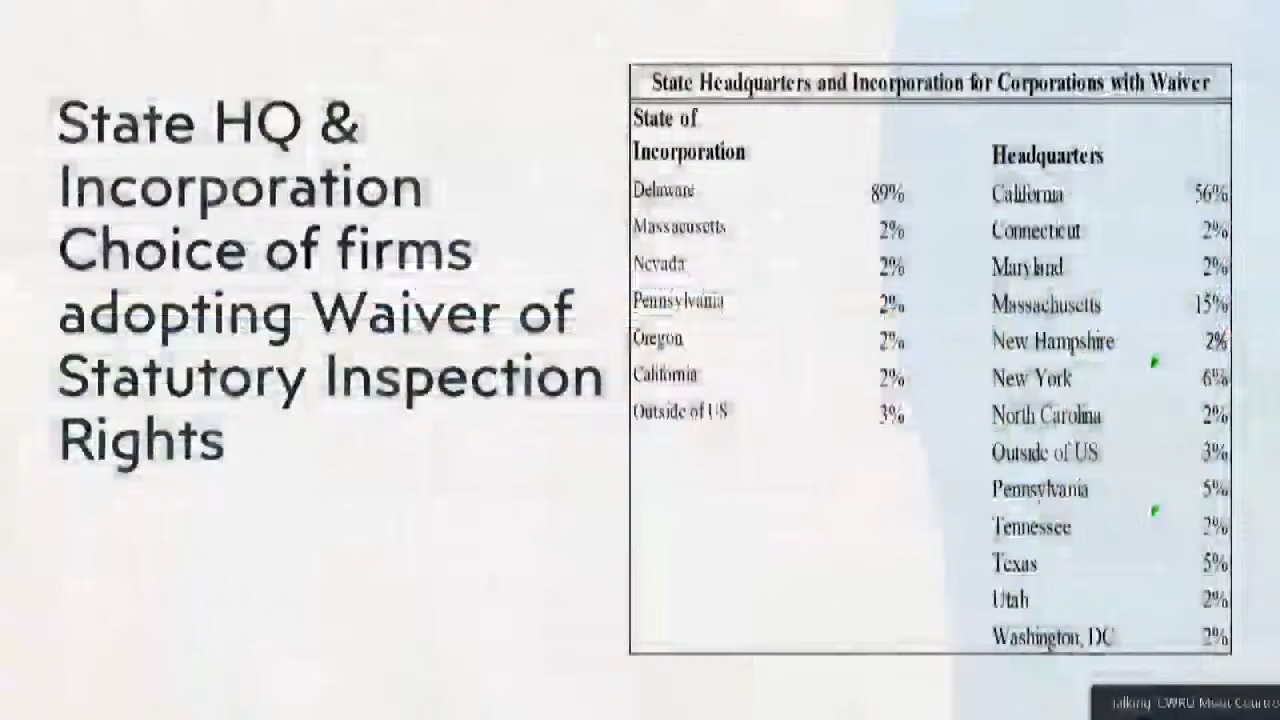 State HQ &
Incorporation
Choice of firms
adopting Waiver of
Statutory Inspection
Rights
State Headquarters and Incorporation for Corporations with Waiver
State of
Incorporation
Headquarters
Delaware 89% California 56%
Massacusetts 2% Connecticut 2%
Nevada 2% Maryland 2%
Pennsylvania 2% Massachusetts 15%
Oregon 2% New Hampshire 2%
California 2% New York 6%
Outside of US 3% North Carolina 2%
Outside of US 3%
Pennsylvania 5%
Tennessee 2%
Texas 5%
Utah 2%
Washington, DC 2%
Talking: CWRU